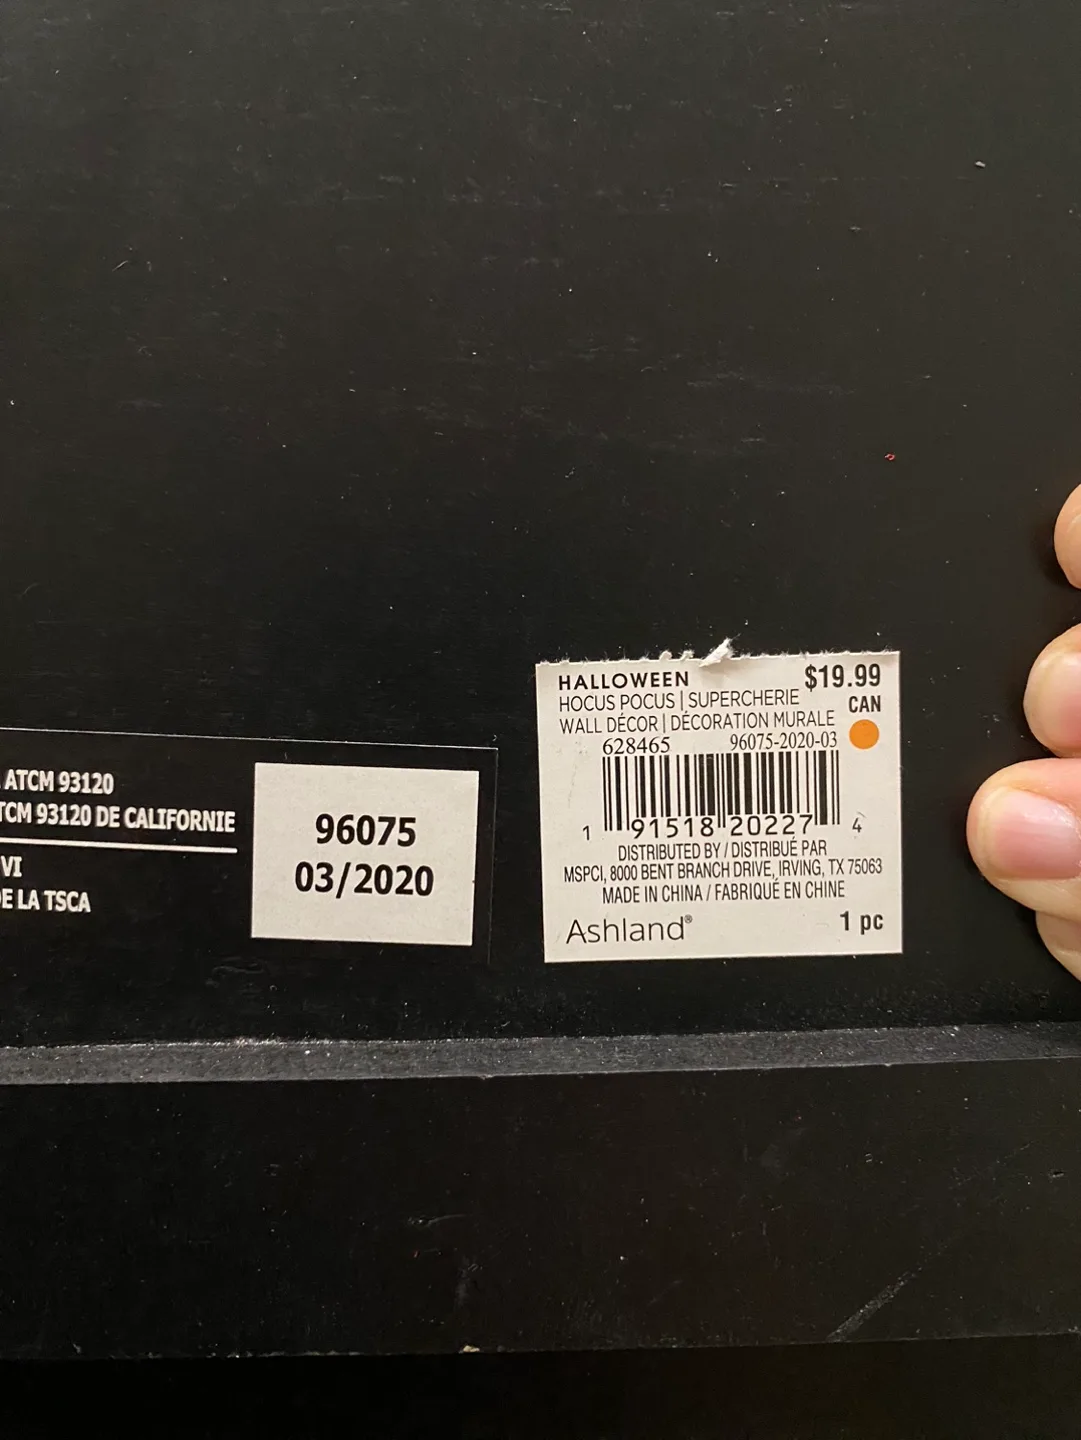 ATCM 93120
TCM 93120 DE CALIFORNIE
VI
E LA TSCA
96075
03/2020
HALLOWEEN $19.99
HOCUS POCUS | SUPERCHERIE CAN
WALL DÉCOR | DÉCORATION MURALE
628465 96075-2020-03
1 91518 20227 4
DISTRIBUTED BY / DISTRIBUÉ PAR
MSPCI, 8000 BENT BRANCH DRIVE, IRVING, TX 75063
MADE IN CHINA / FABRIQUÉ EN CHINE
Ashland® 1 pc